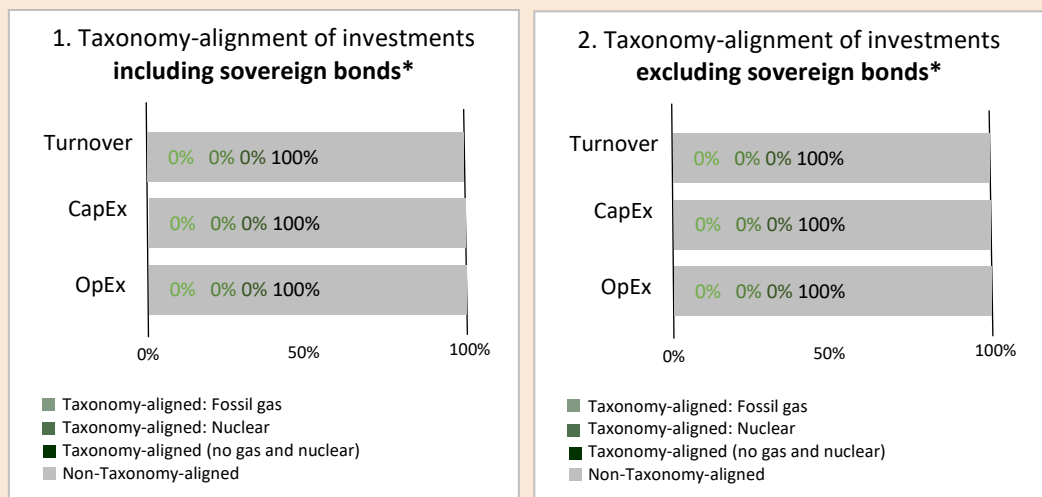 1. Taxonomy-alignment of investments
including sovereign bonds*
Turnover
0% 0% 0% 100%
CapEx
0% 0% 0% 100%
OpEx
0% 0% 0% 100%
0% 50% 100%
Taxonomy-aligned: Fossil gas
Taxonomy-aligned: Nuclear
Taxonomy-aligned (no gas and nuclear)
Non-Taxonomy-aligned
2. Taxonomy-alignment of investments
excluding sovereign bonds*
Turnover
0% 0% 0% 100%
CapEx
0% 0% 0% 100%
OpEx
0% 0% 0% 100%
0% 50% 100%
Taxonomy-aligned: Fossil gas
Taxonomy-aligned: Nuclear
Taxonomy-aligned (no gas and nuclear)
Non-Taxonomy-aligned